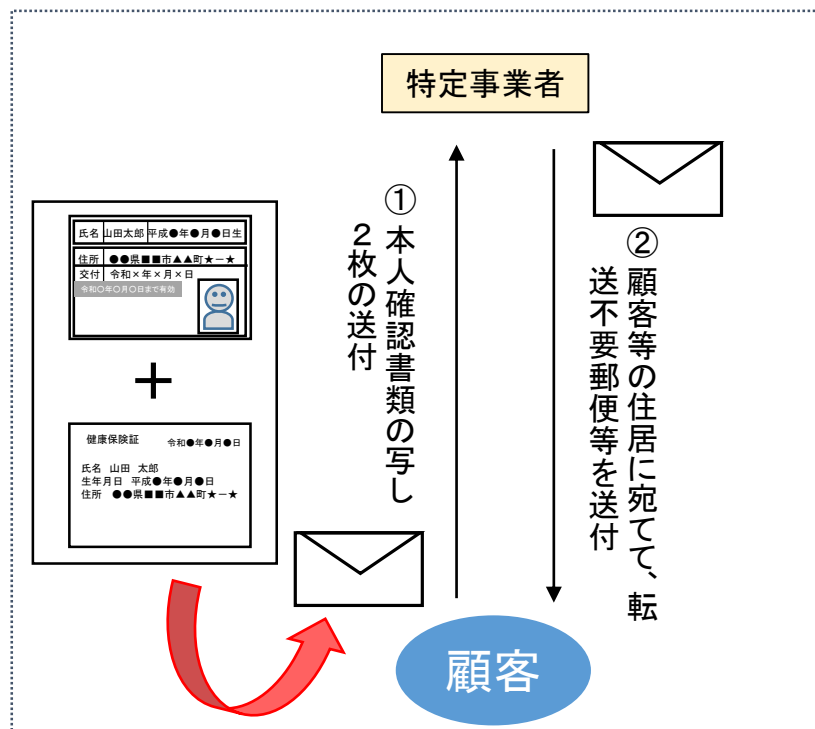 特定事業者
①本人確認書類の写し
２枚の送付
②顧客等の住居に宛てて、転
送不要郵便等を送付
氏名 山田太郎 平成●年●月●日生
住所 ●●県■■市▲▲町★－★
交付 令和×年×月×日
令和〇年〇月〇日まで有効
＋
健康保険証 令和●年●月●日
氏名 山田 太郎
生年月日 平成●年●月●日
住所 ●●県■■市▲▲町★－★
顧客